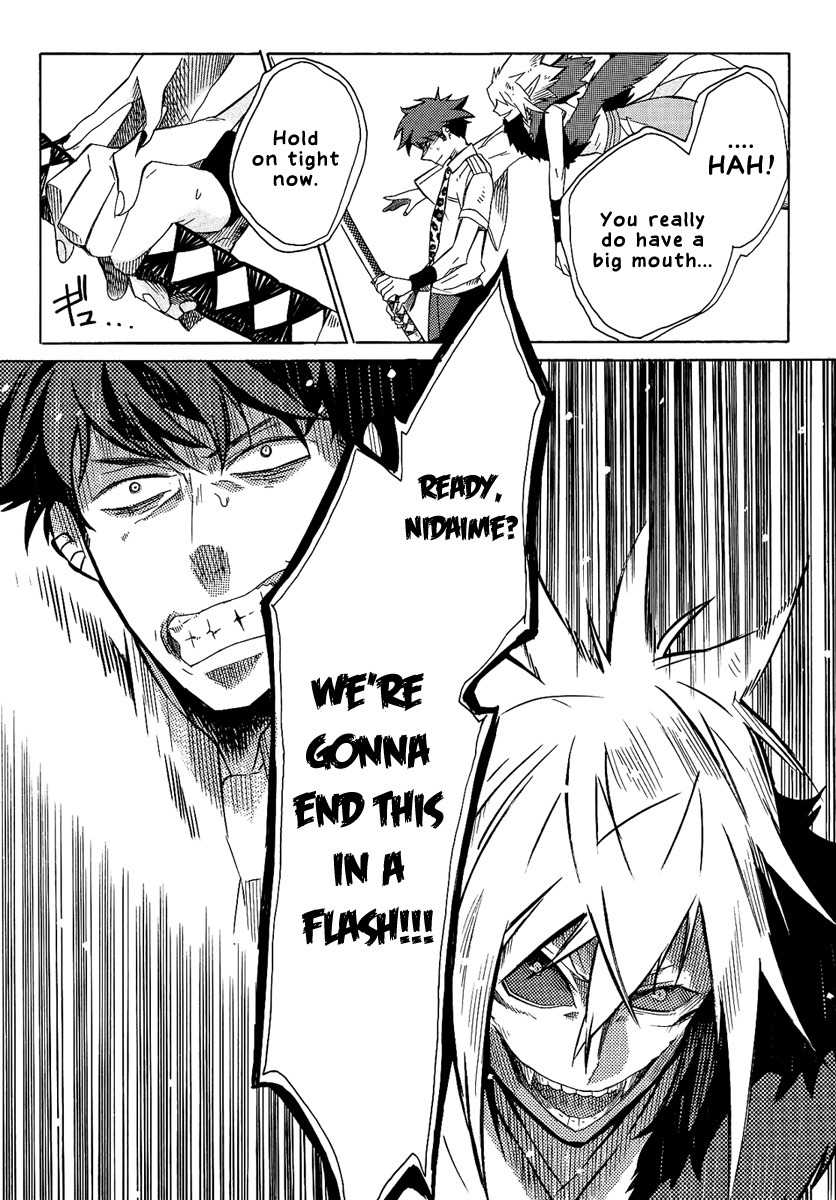 ....
HAH!
You really
do have a
big mouth...
Hold
on tight
now.
ギュ...
READY,
NIDAIME?
WE'RE
GONNA
END THIS
IN A
FLASH!!!